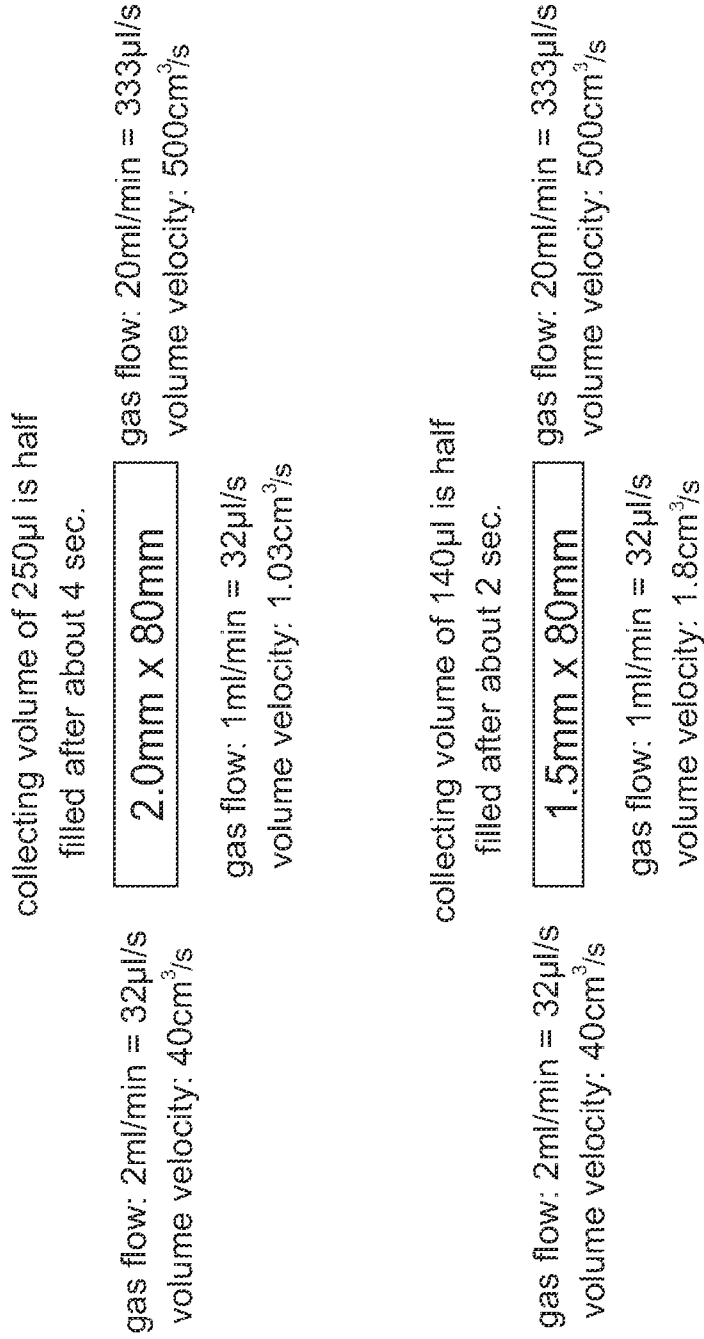 collecting volume of 250µl is half
filled after about 4 sec.
gas flow: 2ml/min = 32µl/s
volume velocity: 40cm³/s
2.0mm x 80mm
gas flow: 20ml/min = 333µl/s
volume velocity: 500cm³/s
gas flow: 1ml/min = 32µl/s
volume velocity: 1.03cm³/s
collecting volume of 140µl is half
filled after about 2 sec.
gas flow: 2ml/min = 32µl/s
volume velocity: 40cm³/s
1.5mm x 80mm
gas flow: 20ml/min = 333µl/s
volume velocity: 500cm³/s
gas flow: 1ml/min = 32µl/s
volume velocity: 1.8cm³/s